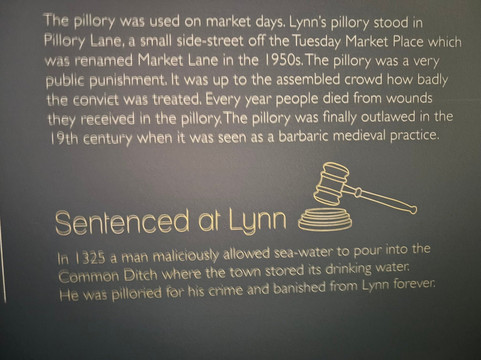 The pillory was used on market days. Lynn's pillory stood in
Pillory Lane, a small side-street off the Tuesday Market Place which
was renamed Market Lane in the 1950s. The pillory was a very
public punishment. It was up to the assembled crowd how badly
the convict was treated. Every year people died from wounds
they received in the pillory. The pillory was finally outlawed in the
19th century when it was seen as a barbaric medieval practice.
Sentenced at Lynn
In 1325 a man maliciously allowed sea-water to pour into the
Common Ditch where the town stored its drinking water.
He was pilloried for his crime and banished from Lynn forever.